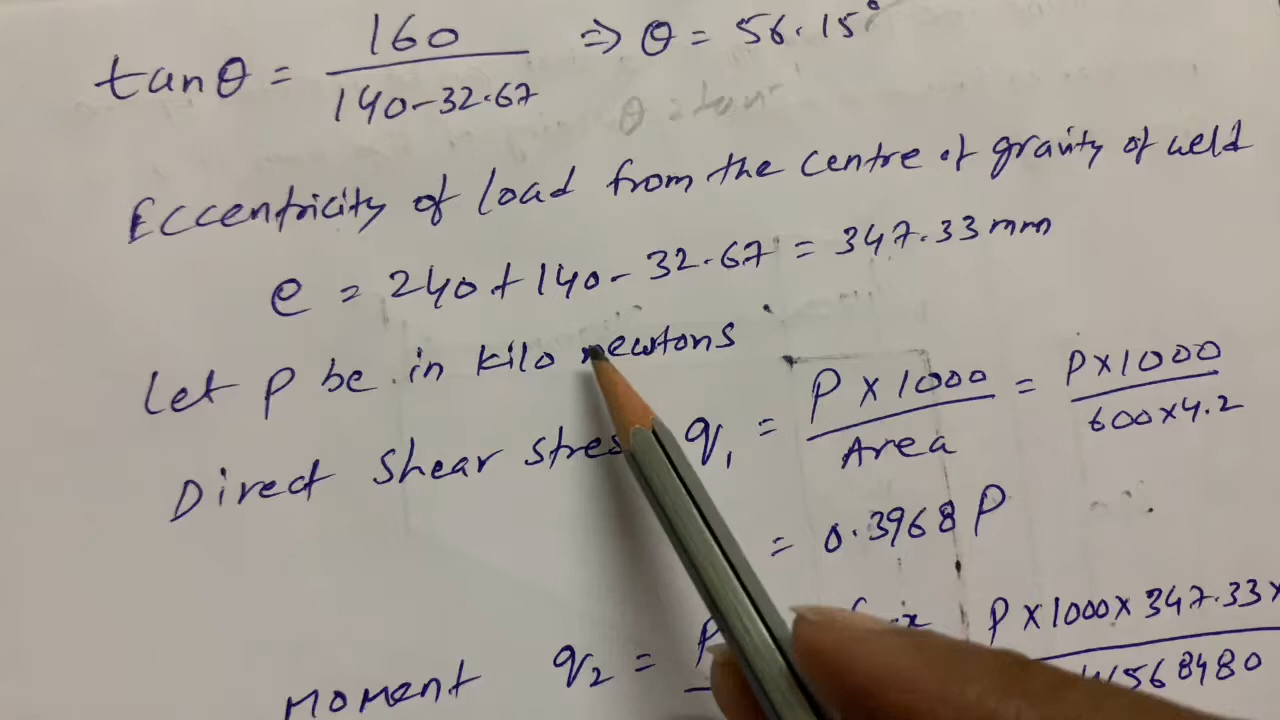 tanθ = 160 / 140-32.67 ⇒ θ = 56.15°
θ = tan
Eccentricity of load from the centre of gravity of weld
e = 240 + 140 - 32.67 = 347.33 mm
Let P be in kilo newtons
Direct shear stress q1 = P × 1000 / Area = P × 1000 / 600 × 4.2
= 0.3968 P
Moment q2 = P × 1000 × 347.33 × / 568480